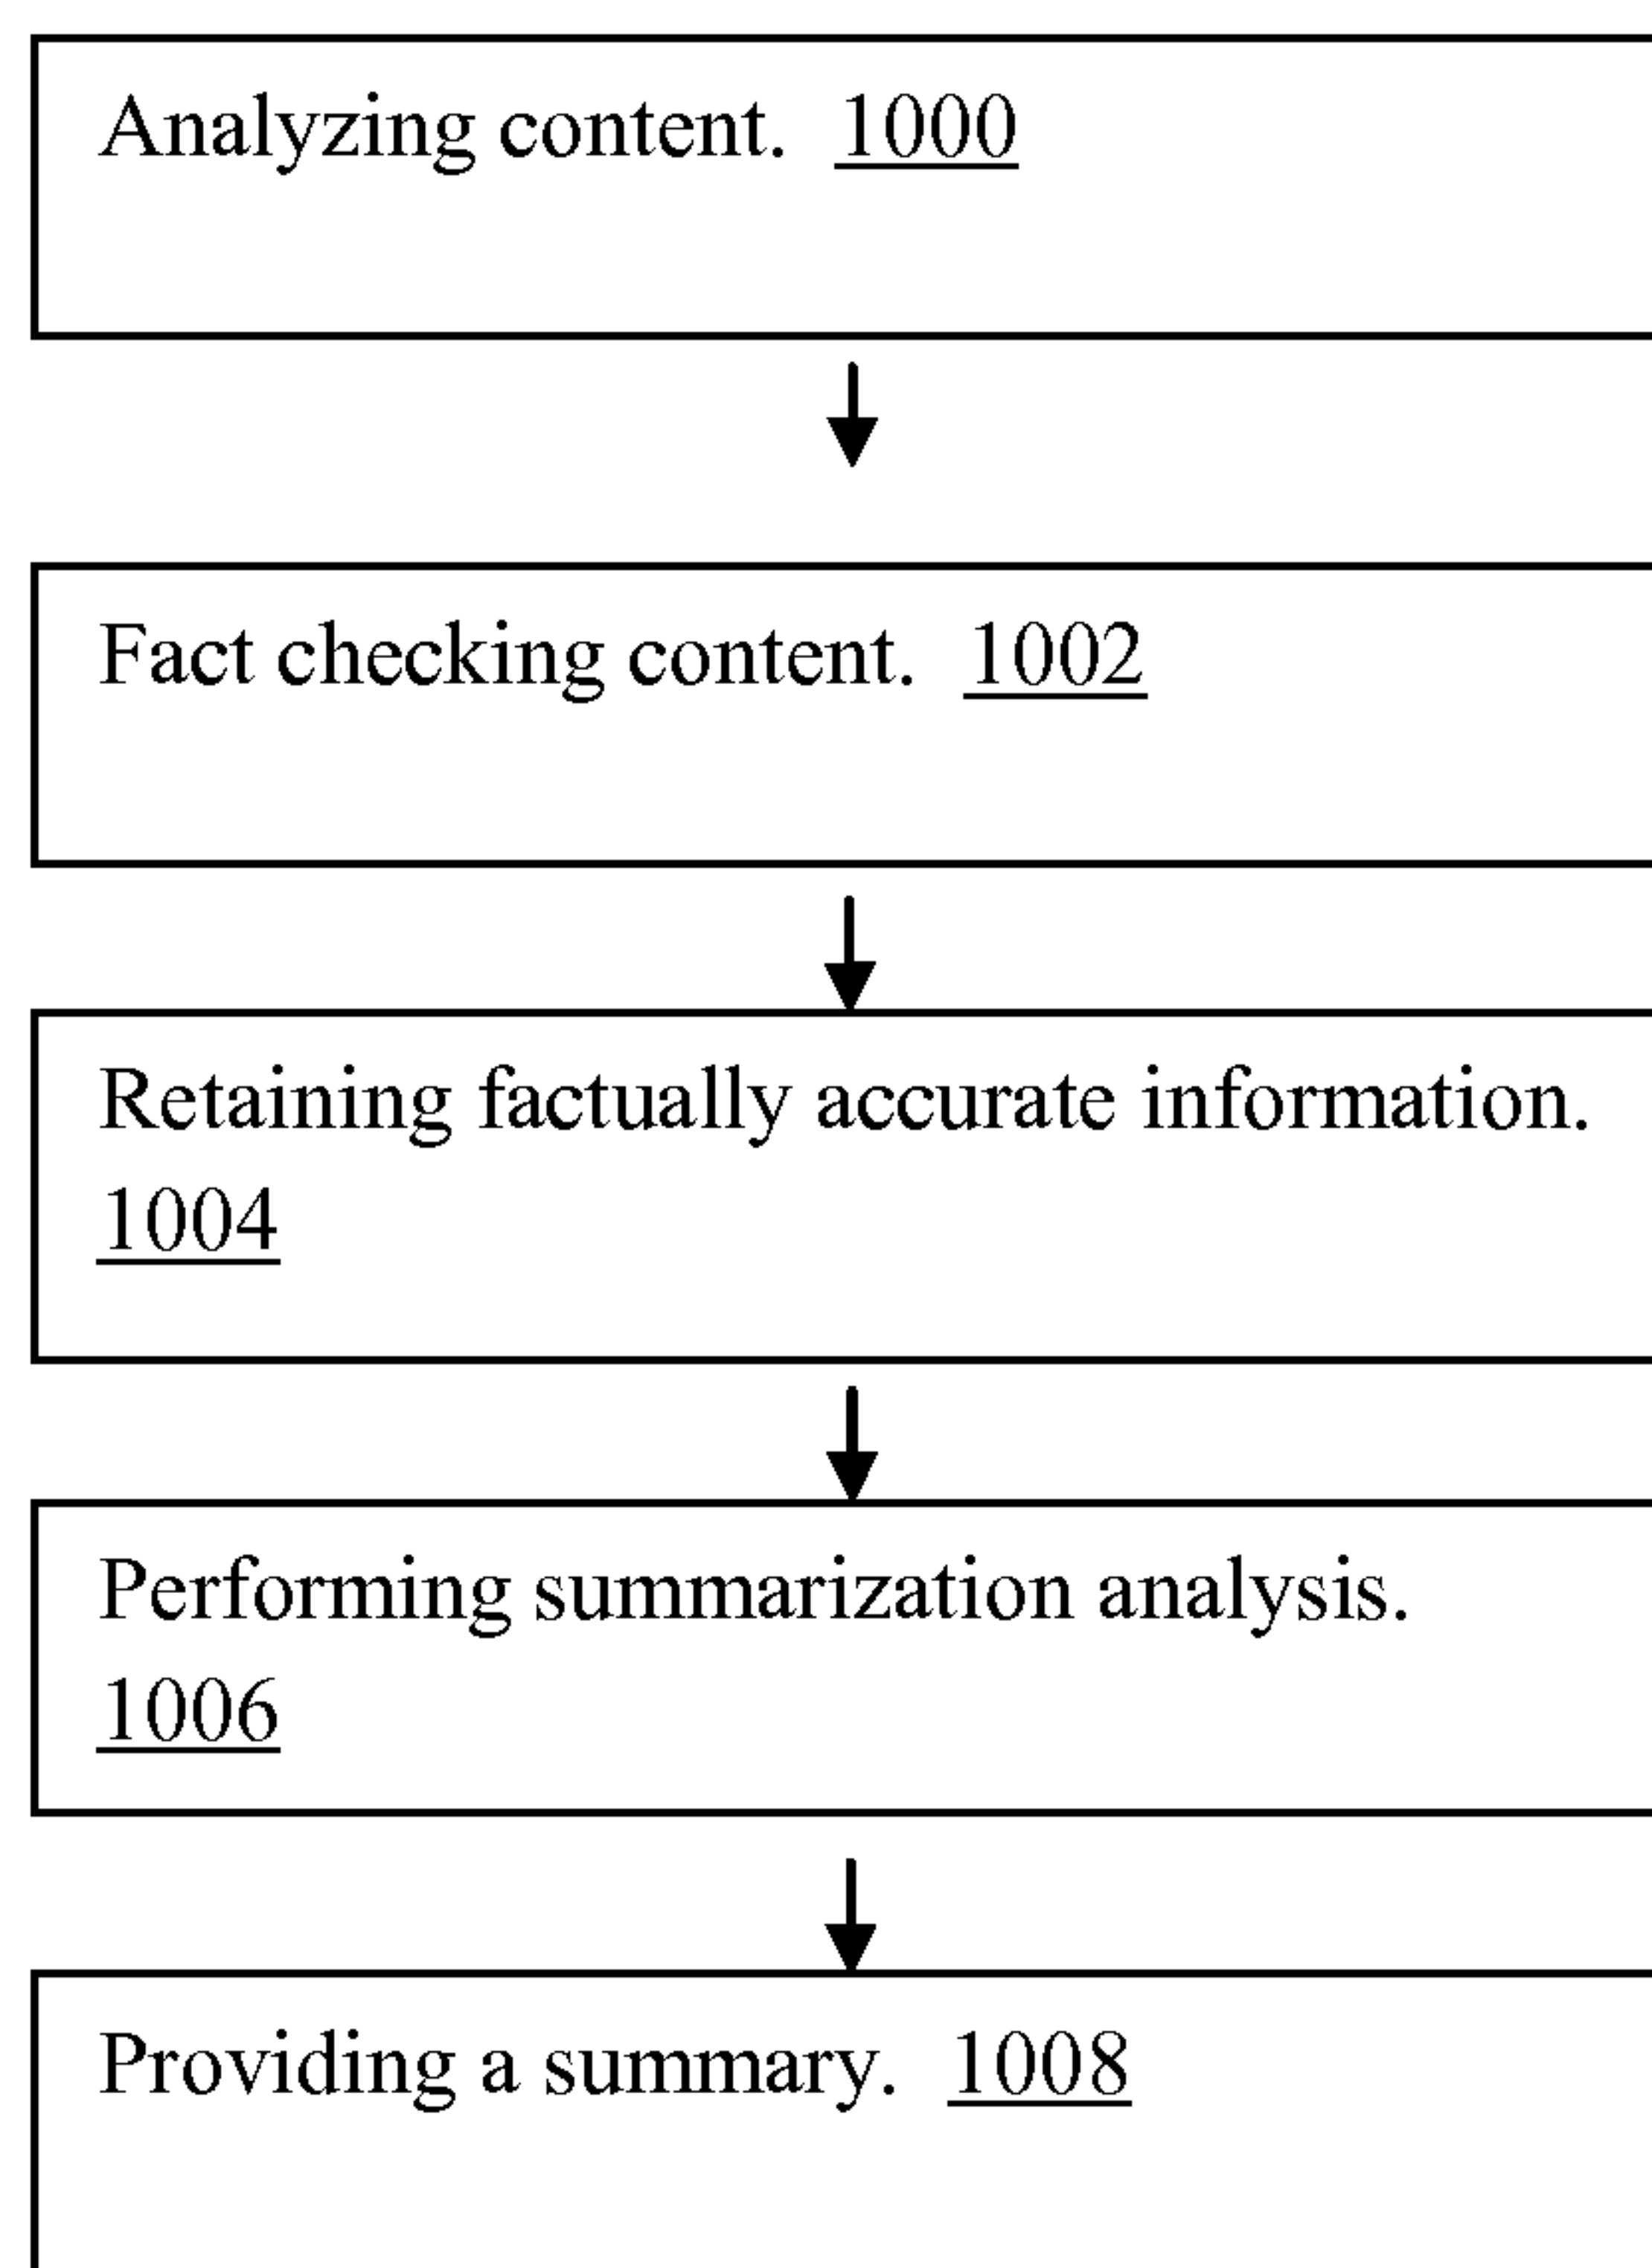 Analyzing content. 1000
Fact checking content. 1002
Retaining factually accurate information.
1004
Performing summarization analysis.
1006
Providing a summary. 1008